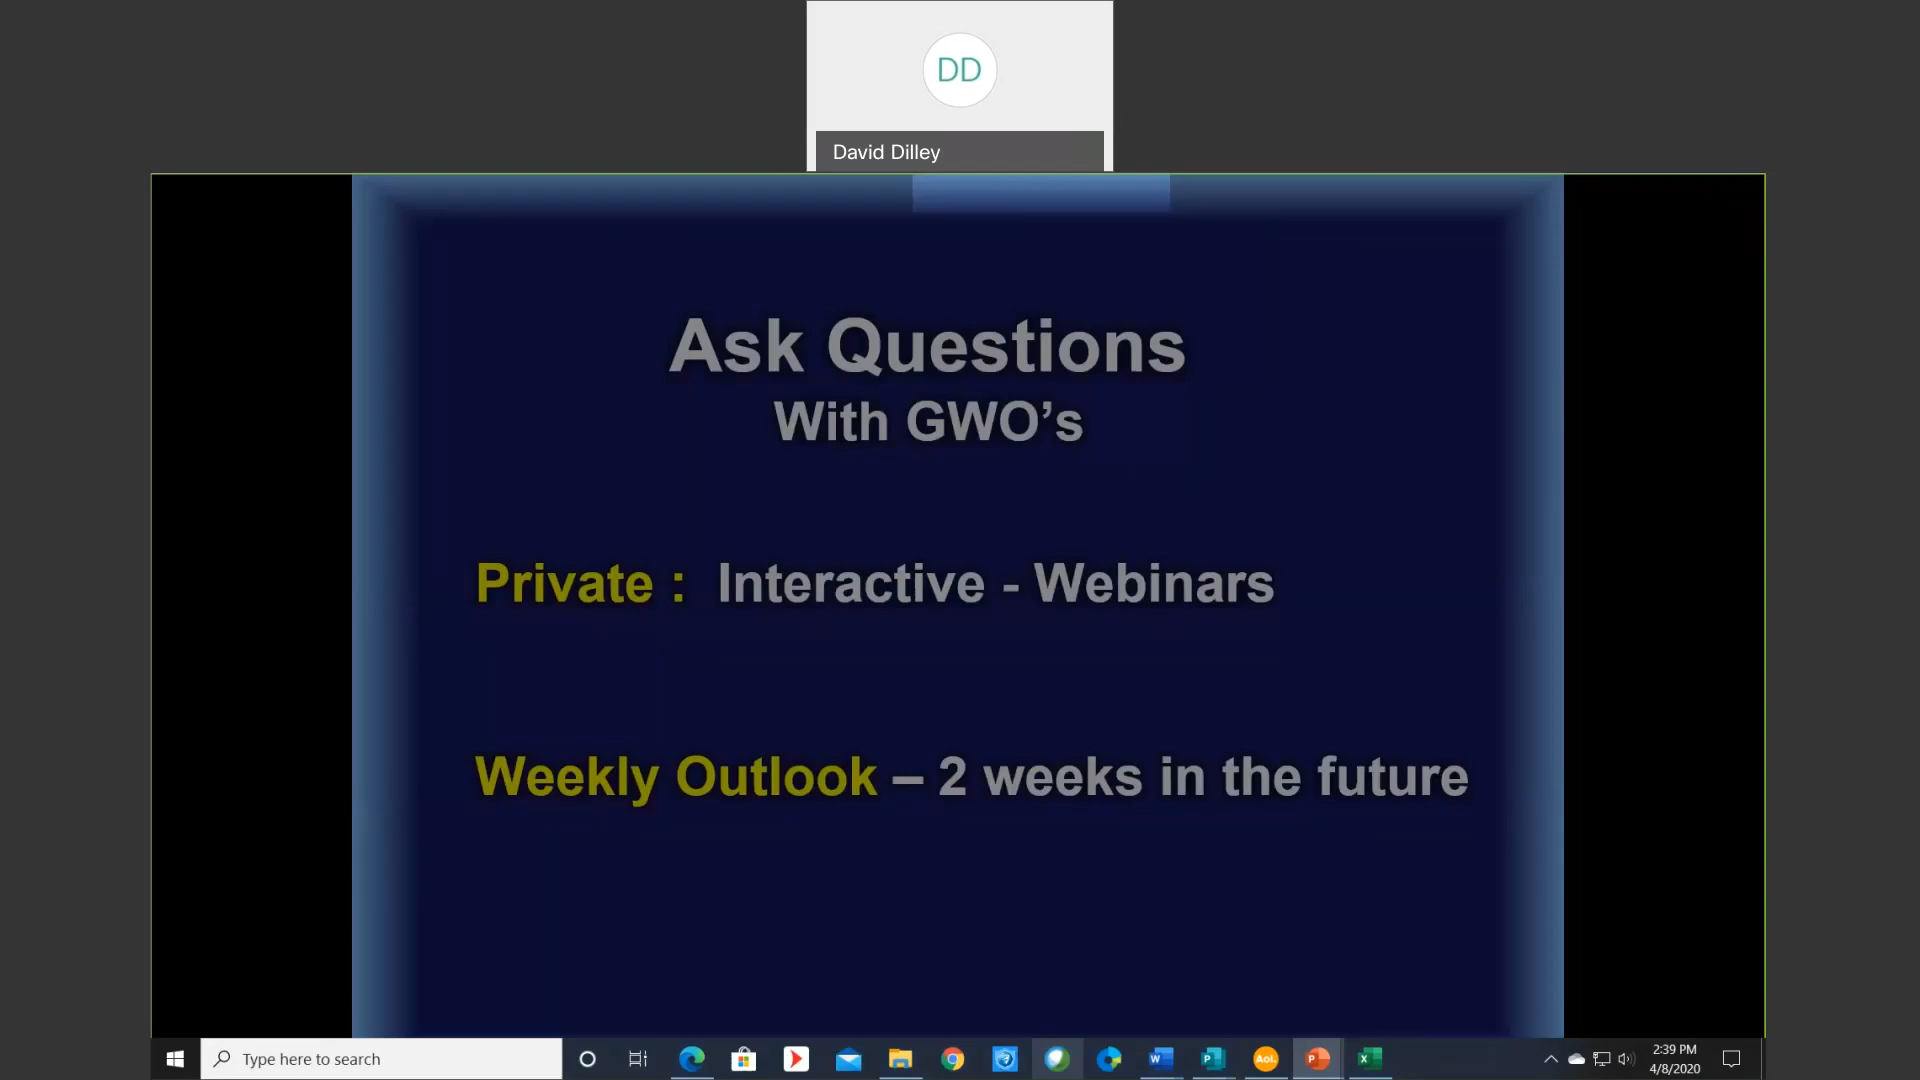 DD
David Dilley
Ask Questions
With GWO’s
Private : Interactive - Webinars
Weekly Outlook – 2 weeks in the future
Type here to search
Aol.
2:39 PM
4/8/2020